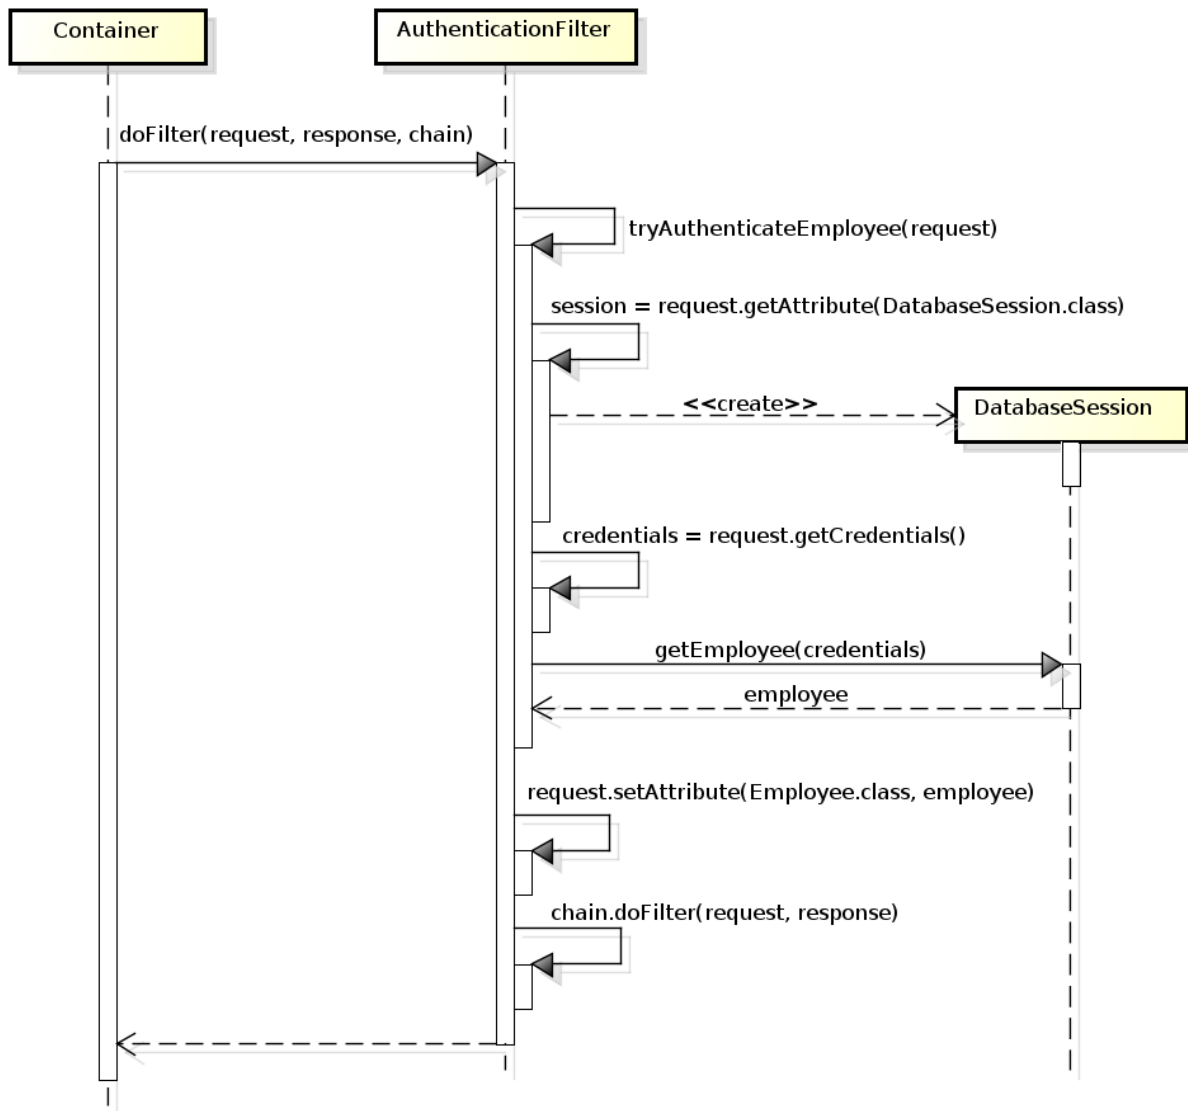 Container
AuthenticationFilter
doFilter(request, response, chain)
tryAuthenticateEmployee(request)
session = request.getAttribute(DatabaseSession.class)
<<create>>
DatabaseSession
credentials = request.getCredentials()
getEmployee(credentials)
employee
request.setAttribute(Employee.class, employee)
chain.doFilter(request, response)